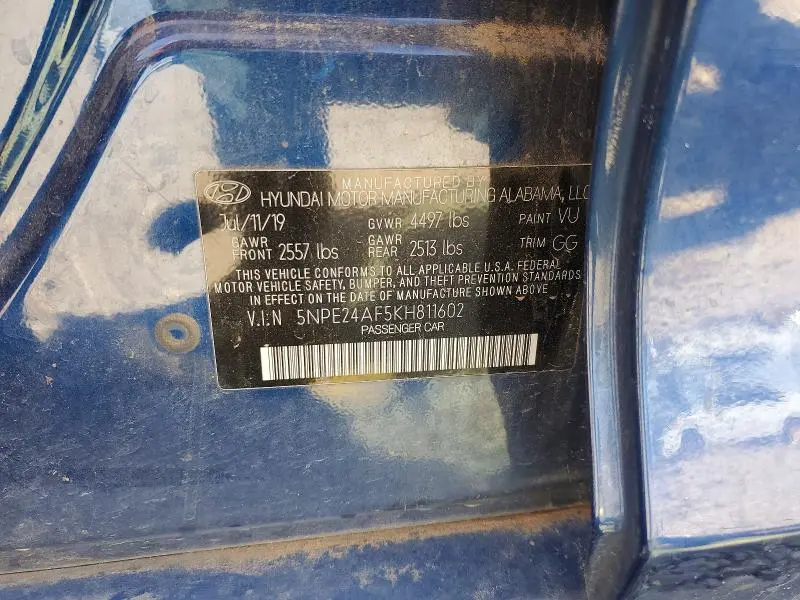 MANUFACTURED BY
HYUNDAI MOTOR MANUFACTURING ALABAMA, LLC
Jul/11/19 GVWR 4497 lbs PAINT VU
GAWR FRONT 2557 lbs GAWR REAR 2513 lbs TRIM GG
THIS VEHICLE CONFORMS TO ALL APPLICABLE U.S.A. FEDERAL
MOTOR VEHICLE SAFETY, BUMPER, AND THEFT PREVENTION STANDARDS
IN EFFECT ON THE DATE OF MANUFACTURE SHOWN ABOVE
V.I.N 5NPE24AF5KH811602
PASSENGER CAR